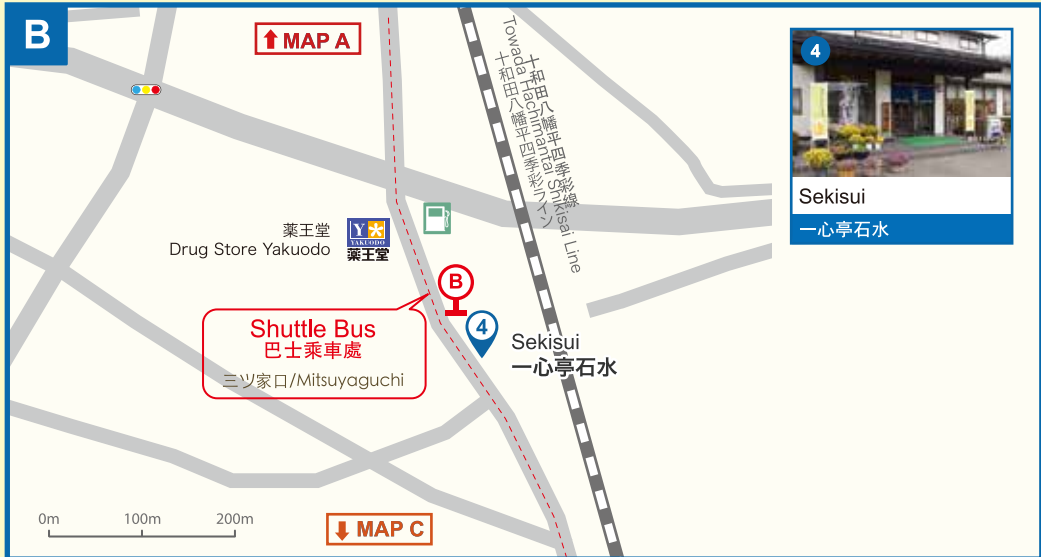 B
MAP A
十和田八幡平四季彩線
Towada Hachimantai Shikisai Line
十和田八幡平四季彩ライン
4
Sekisui
一心亭石水
薬王堂
Drug Store Yakuodo
Y
YAKUODO
薬王堂
B
Shuttle Bus
巴士乘車處
三ツ家口/Mitsuyaguchi
4
Sekisui
一心亭石水
0m 100m 200m
MAP C